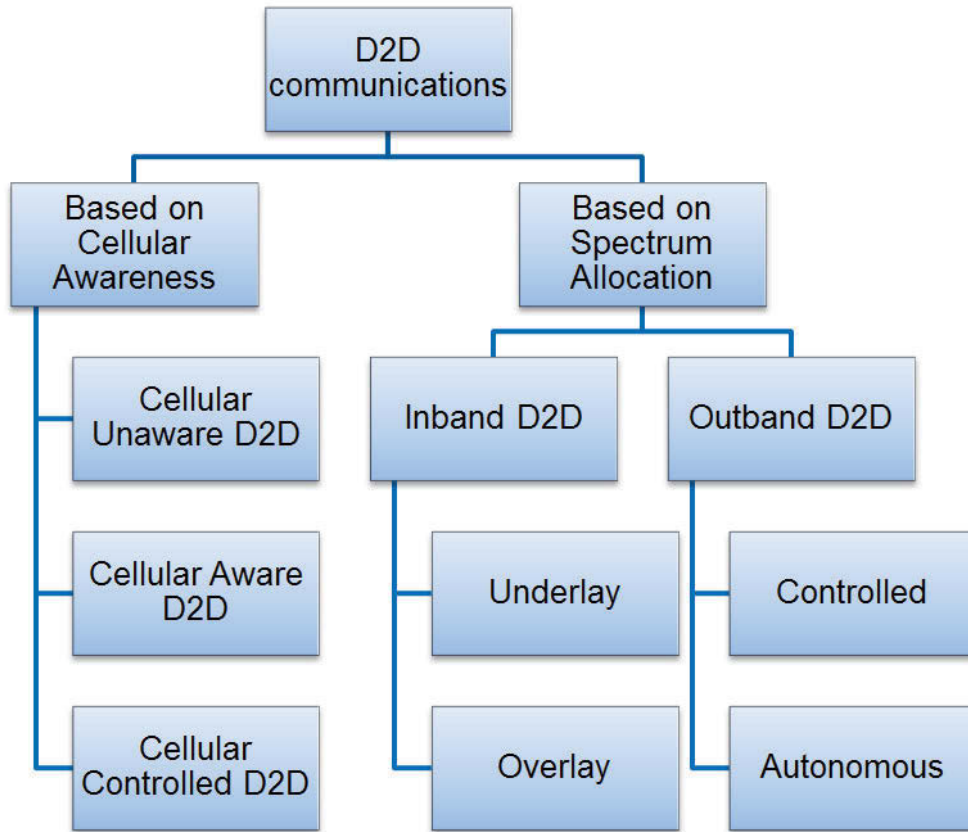 D2D
communications
Based on
Cellular
Awareness
Based on
Spectrum
Allocation
Cellular
Unaware D2D
Cellular Aware
D2D
Cellular
Controlled D2D
Inband D2D
Outband D2D
Underlay
Overlay
Controlled
Autonomous